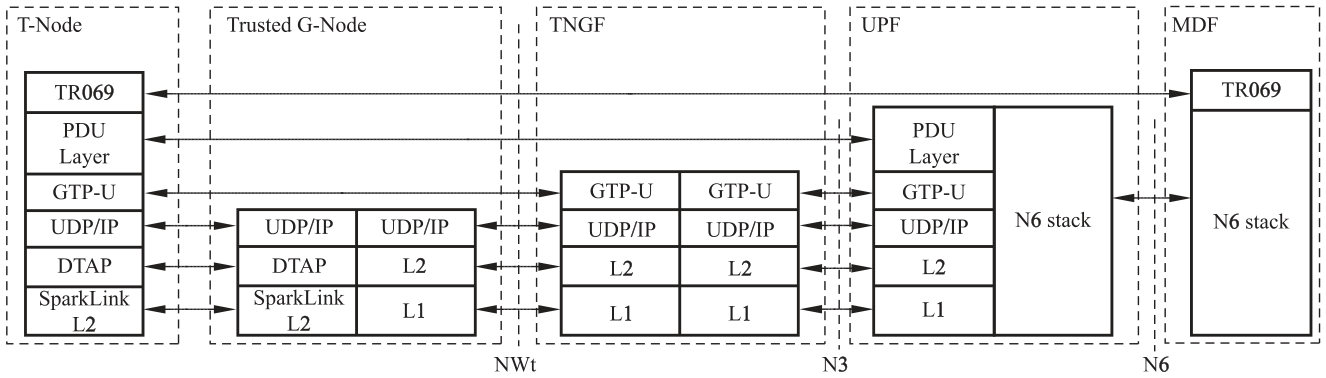 T-Node
Trusted G-Node
TNGF
UPF
MDF
TR069
PDU
Layer
GTP-U
UDP/IP
DTAP
SparkLink
L2
UDP/IP
UDP/IP
DTAP
L2
SparkLink
L2
L1
GTP-U
GTP-U
UDP/IP
UDP/IP
L2
L2
L1
L1
PDU
Layer
GTP-U
UDP/IP
L2
L1
N6 stack
TR069
N6 stack
NWt
N3
N6